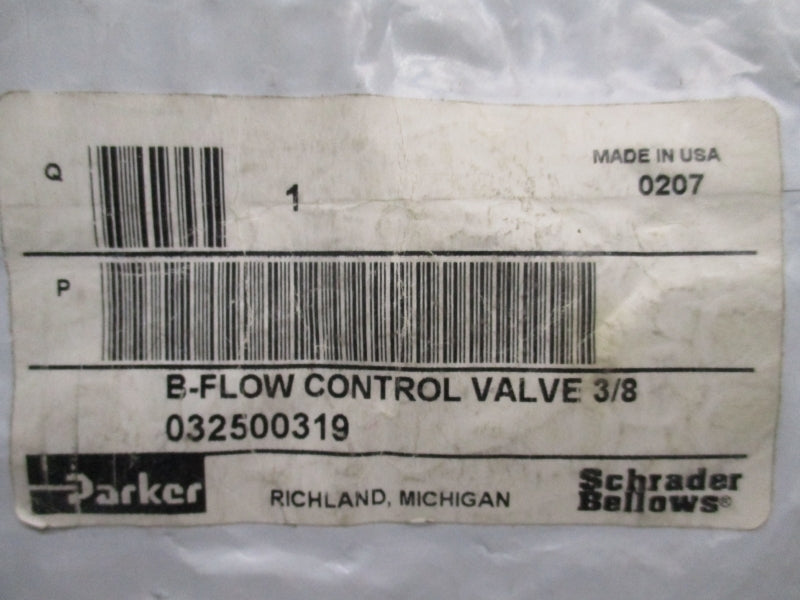 Q
1
MADE IN USA
0207
P
B-FLOW CONTROL VALVE 3/8
032500319
Parker
RICHLAND, MICHIGAN
Schrader
Bellows®